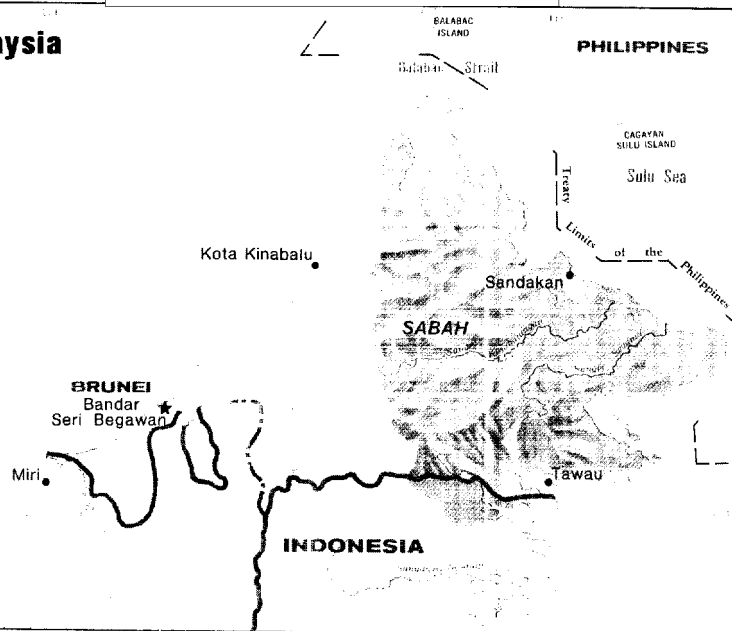 aysia
BALABAC
ISLAND
PHILIPPINES
Balabac Strait
CAGAYAN
SULU ISLAND
Sulu Sea
Treaty
Limits
of the
Philippines
Kota Kinabalu
Sandakan
SABAH
BRUNEI
Bandar
Seri Begawan
Miri
Tawau
INDONESIA